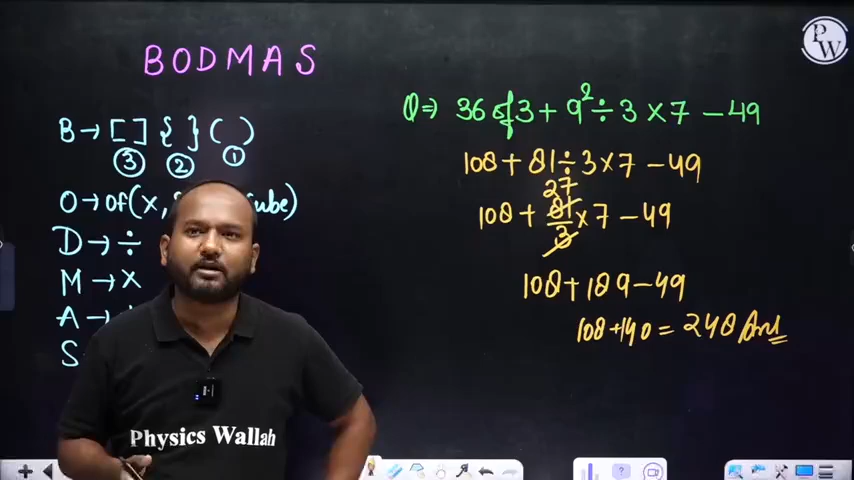 BODMAS
PW
B → [ ] { } ( )
③ ② ①
O → of (x, ube)
D → ÷
M → x
A →
S
Q ⇒ 36 of 3 + 9² ÷ 3 × 7 - 49
108 + 81 ÷ 3 × 7 - 49
27
108 + 81/3 × 7 - 49
108 + 189 - 49
108 + 140 = 248 Ans
Physics Wallah